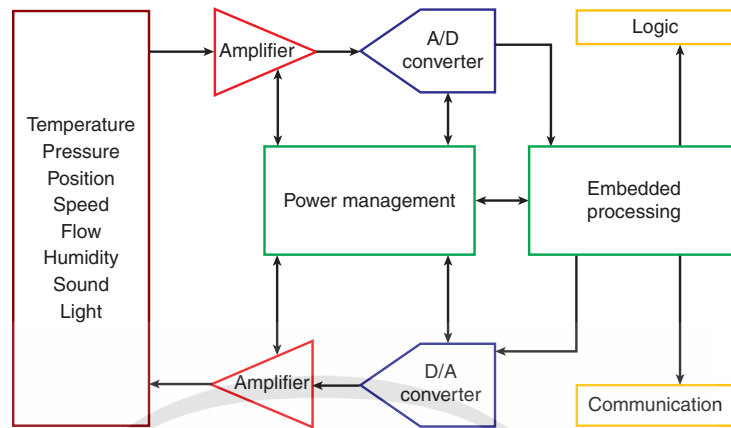 Temperature
Pressure
Position
Speed
Flow
Humidity
Sound
Light
Amplifier
A/D
converter
Logic
Power management
Embedded
processing
Amplifier
D/A
converter
Communication